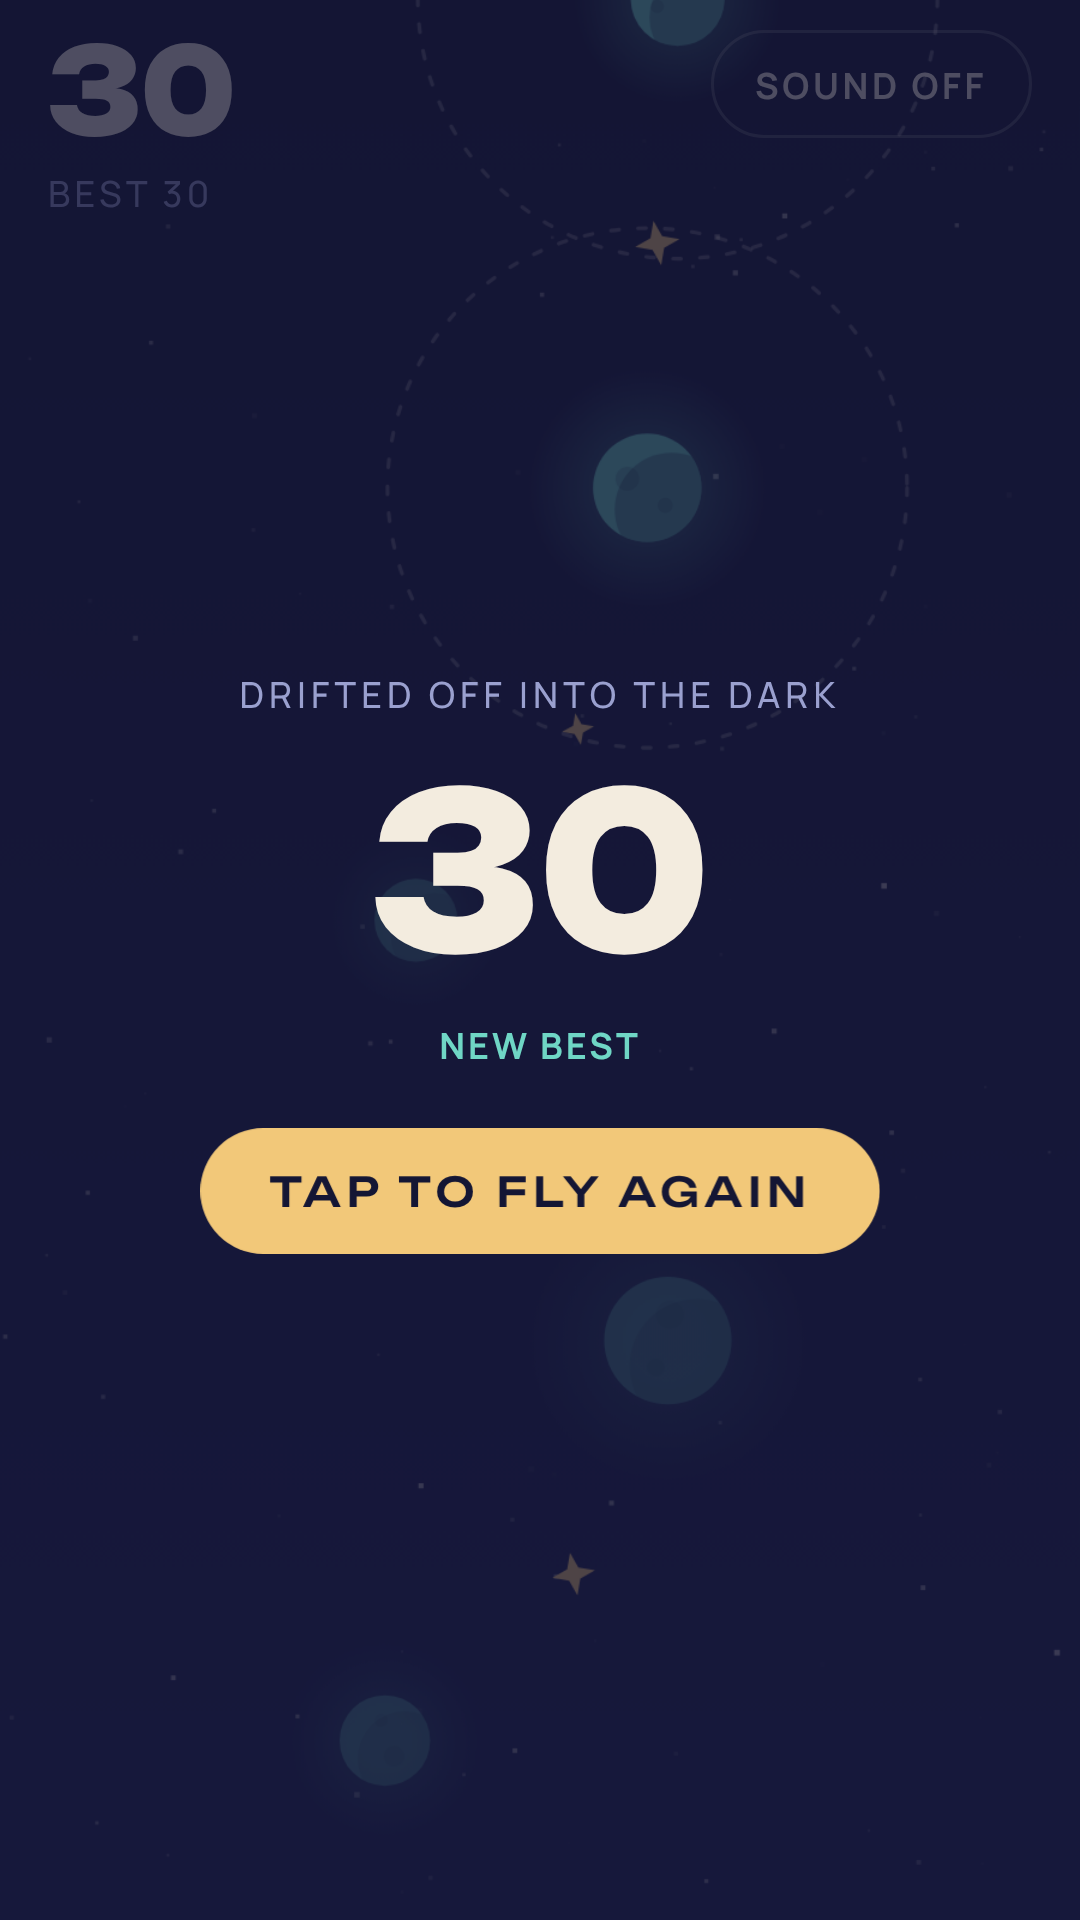 30
SOUND OFF
BEST 30
DRIFTED OFF INTO THE DARK
30
NEW BEST
TAP TO FLY AGAIN